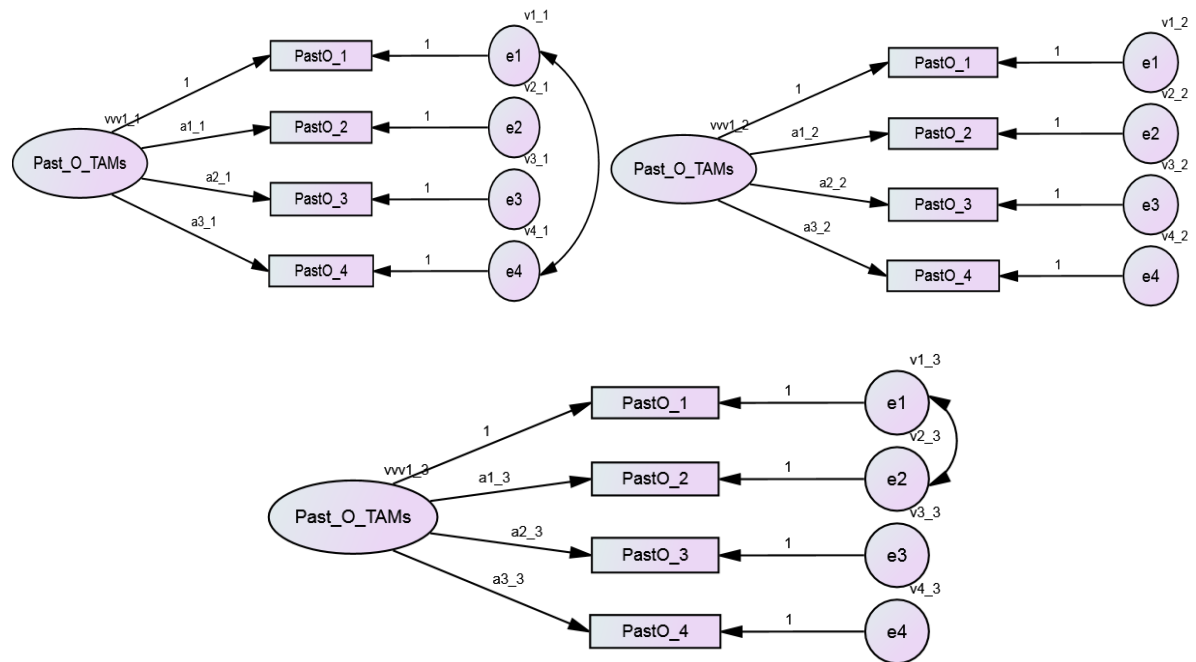 v1_1
PastO_1
1
e1
1
v2_1
vvv1_1
a1_1
PastO_2
1
e2
Past_O_TAMs
v3_1
a2_1
PastO_3
1
e3
a3_1
v4_1
PastO_4
1
e4
v1_2
PastO_1
1
e1
1
v2_2
vvv1_2
a1_2
PastO_2
1
e2
Past_O_TAMs
v3_2
a2_2
PastO_3
1
e3
a3_2
v4_2
PastO_4
1
e4
v1_3
PastO_1
1
e1
1
v2_3
vvv1_3
a1_3
PastO_2
1
e2
Past_O_TAMs
v3_3
a2_3
PastO_3
1
e3
a3_3
v4_3
PastO_4
1
e4